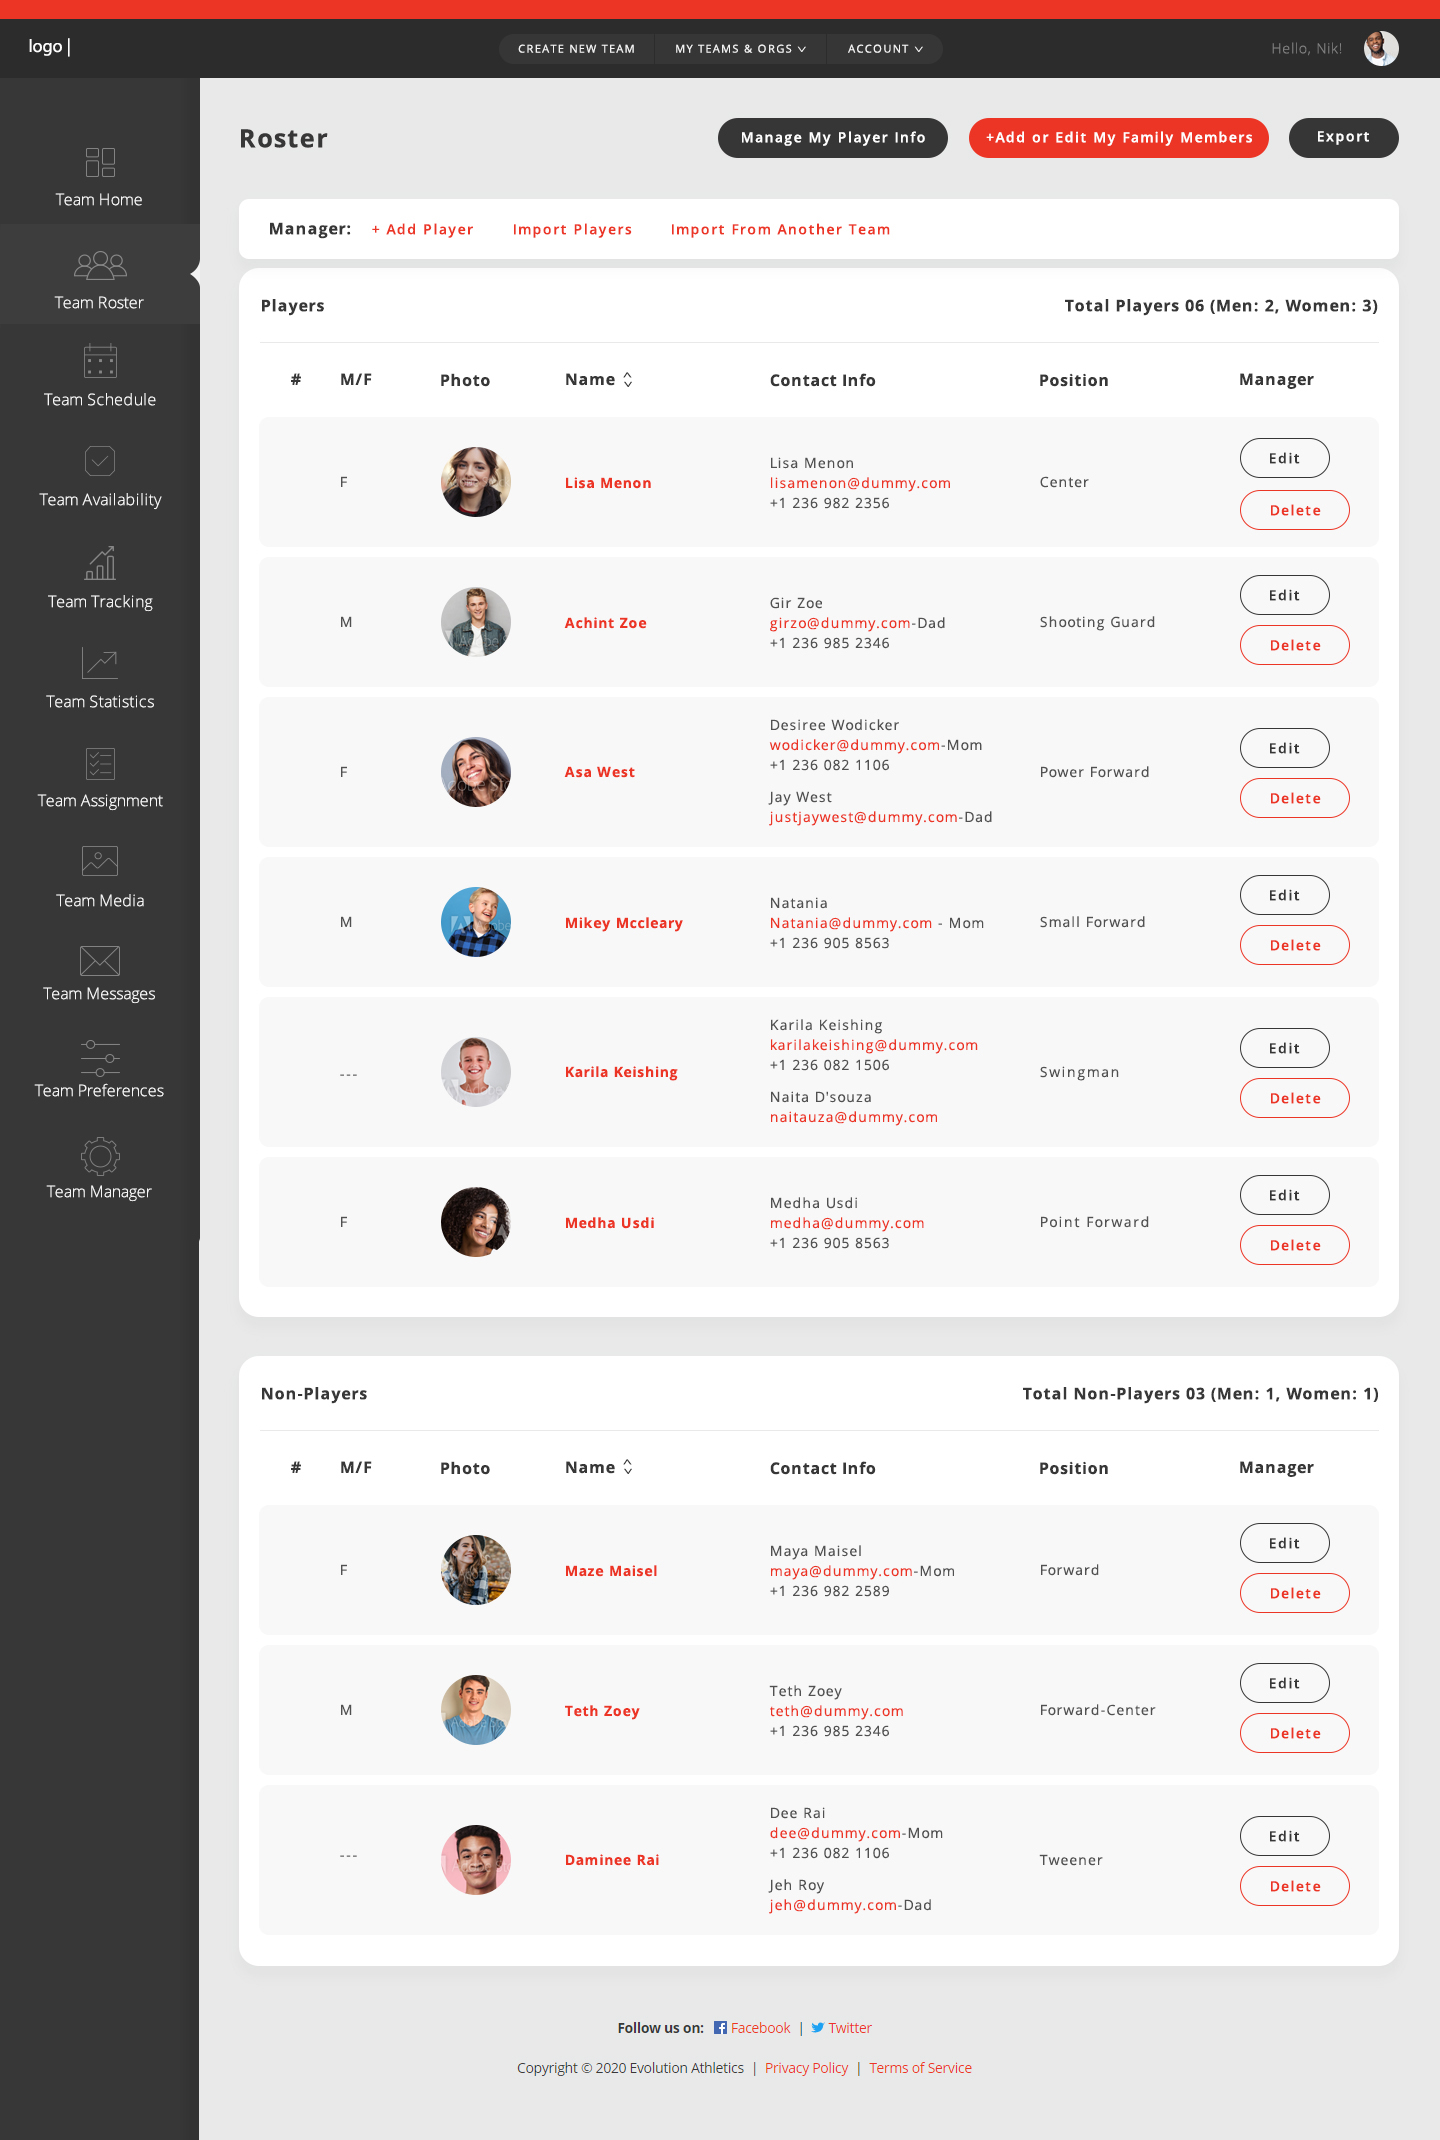 logo |
CREATE NEW TEAM
MY TEAMS & ORGS
ACCOUNT
Hello, Nik!
Team Home
Team Roster
Team Schedule
Team Availability
Team Tracking
Team Statistics
Team Assignment
Team Media
Team Messages
Team Preferences
Team Manager
Roster
Manage My Player Info
+Add or Edit My Family Members
Export
Manager: + Add Player Import Players Import From Another Team
Players
Total Players 06 (Men: 2, Women: 3)
# M/F Photo Name Contact Info Position Manager
F
Lisa Menon
Lisa Menon
lisamenon@dummy.com
+1 236 982 2356
Center
Edit
Delete
M
Achint Zoe
Gir Zoe
girzo@dummy.com-Dad
+1 236 985 2346
Shooting Guard
Edit
Delete
F
Asa West
Desiree Wodicker
wodicker@dummy.com-Mom
+1 236 082 1106
Jay West
justjaywest@dummy.com-Dad
Power Forward
Edit
Delete
M
Mikey Mccleary
Natania
Natania@dummy.com - Mom
+1 236 905 8563
Small Forward
Edit
Delete
---
Karila Keishing
Karila Keishing
karilakeishing@dummy.com
+1 236 082 1506
Naita D'souza
naitauza@dummy.com
Swingman
Edit
Delete
F
Medha Usdi
Medha Usdi
medha@dummy.com
+1 236 905 8563
Point Forward
Edit
Delete
Non-Players
Total Non-Players 03 (Men: 1, Women: 1)
# M/F Photo Name Contact Info Position Manager
F
Maze Maisel
Maya Maisel
maya@dummy.com-Mom
+1 236 982 2589
Forward
Edit
Delete
M
Teth Zoey
Teth Zoey
teth@dummy.com
+1 236 985 2346
Forward-Center
Edit
Delete
---
Daminee Rai
Dee Rai
dee@dummy.com-Mom
+1 236 082 1106
Jeh Roy
jeh@dummy.com-Dad
Tweener
Edit
Delete
Follow us on: Facebook | Twitter
Copyright © 2020 Evolution Athletics | Privacy Policy | Terms of Service